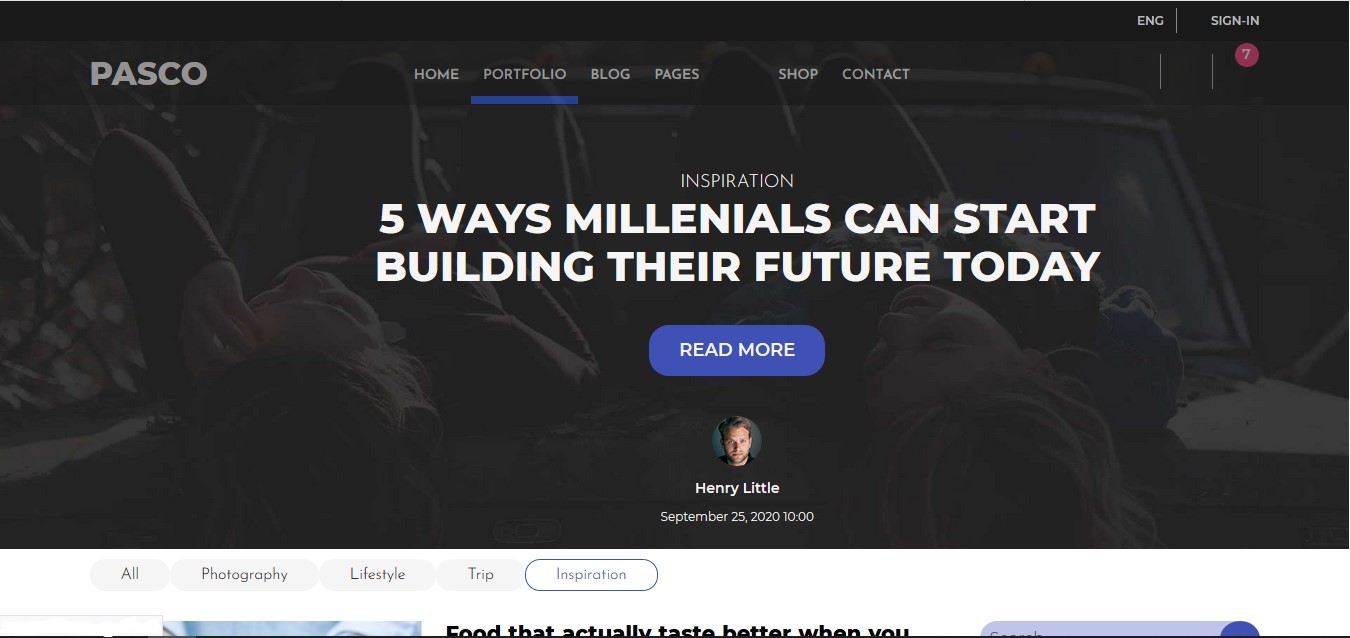 ENG
SIGN-IN
PASCO
HOME
PORTFOLIO
BLOG
PAGES
SHOP
CONTACT
7
INSPIRATION
5 WAYS MILLENIALS CAN START
BUILDING THEIR FUTURE TODAY
READ MORE
Henry Little
September 25, 2020 10:00
All
Photography
Lifestyle
Trip
Inspiration
Food that actually taste better when you
Search